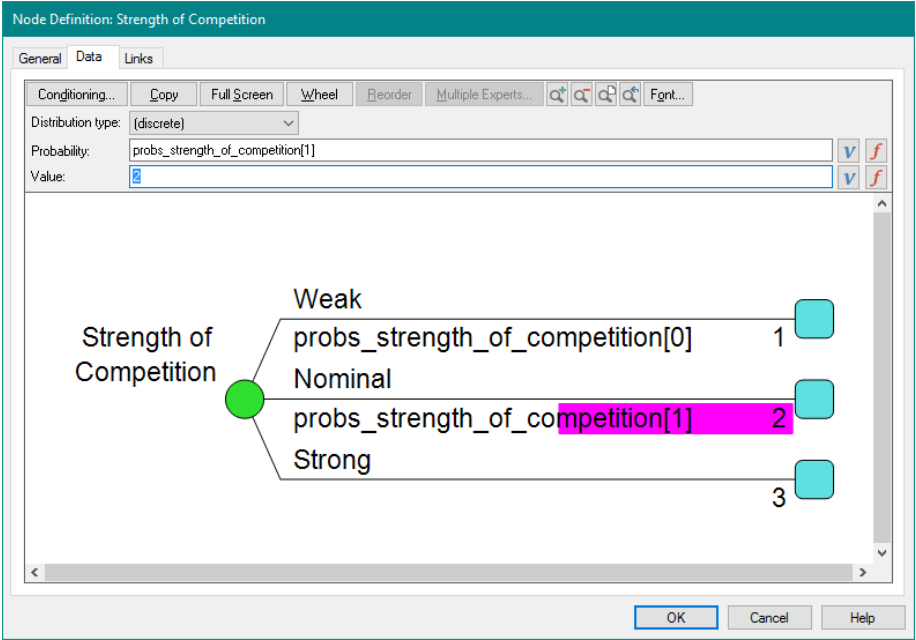 Node Definition: Strength of Competition
General Data Links
Conditioning... Copy Full Screen Wheel Reorder Multiple Experts... Font...
Distribution type: (discrete)
Probability: probs_strength_of_competition[1] V f
Value: 2 V f
Weak
Strength of probs_strength_of_competition[0] 1
Competition Nominal
probs_strength_of_competition[1] 2
Strong
3
OK Cancel Help